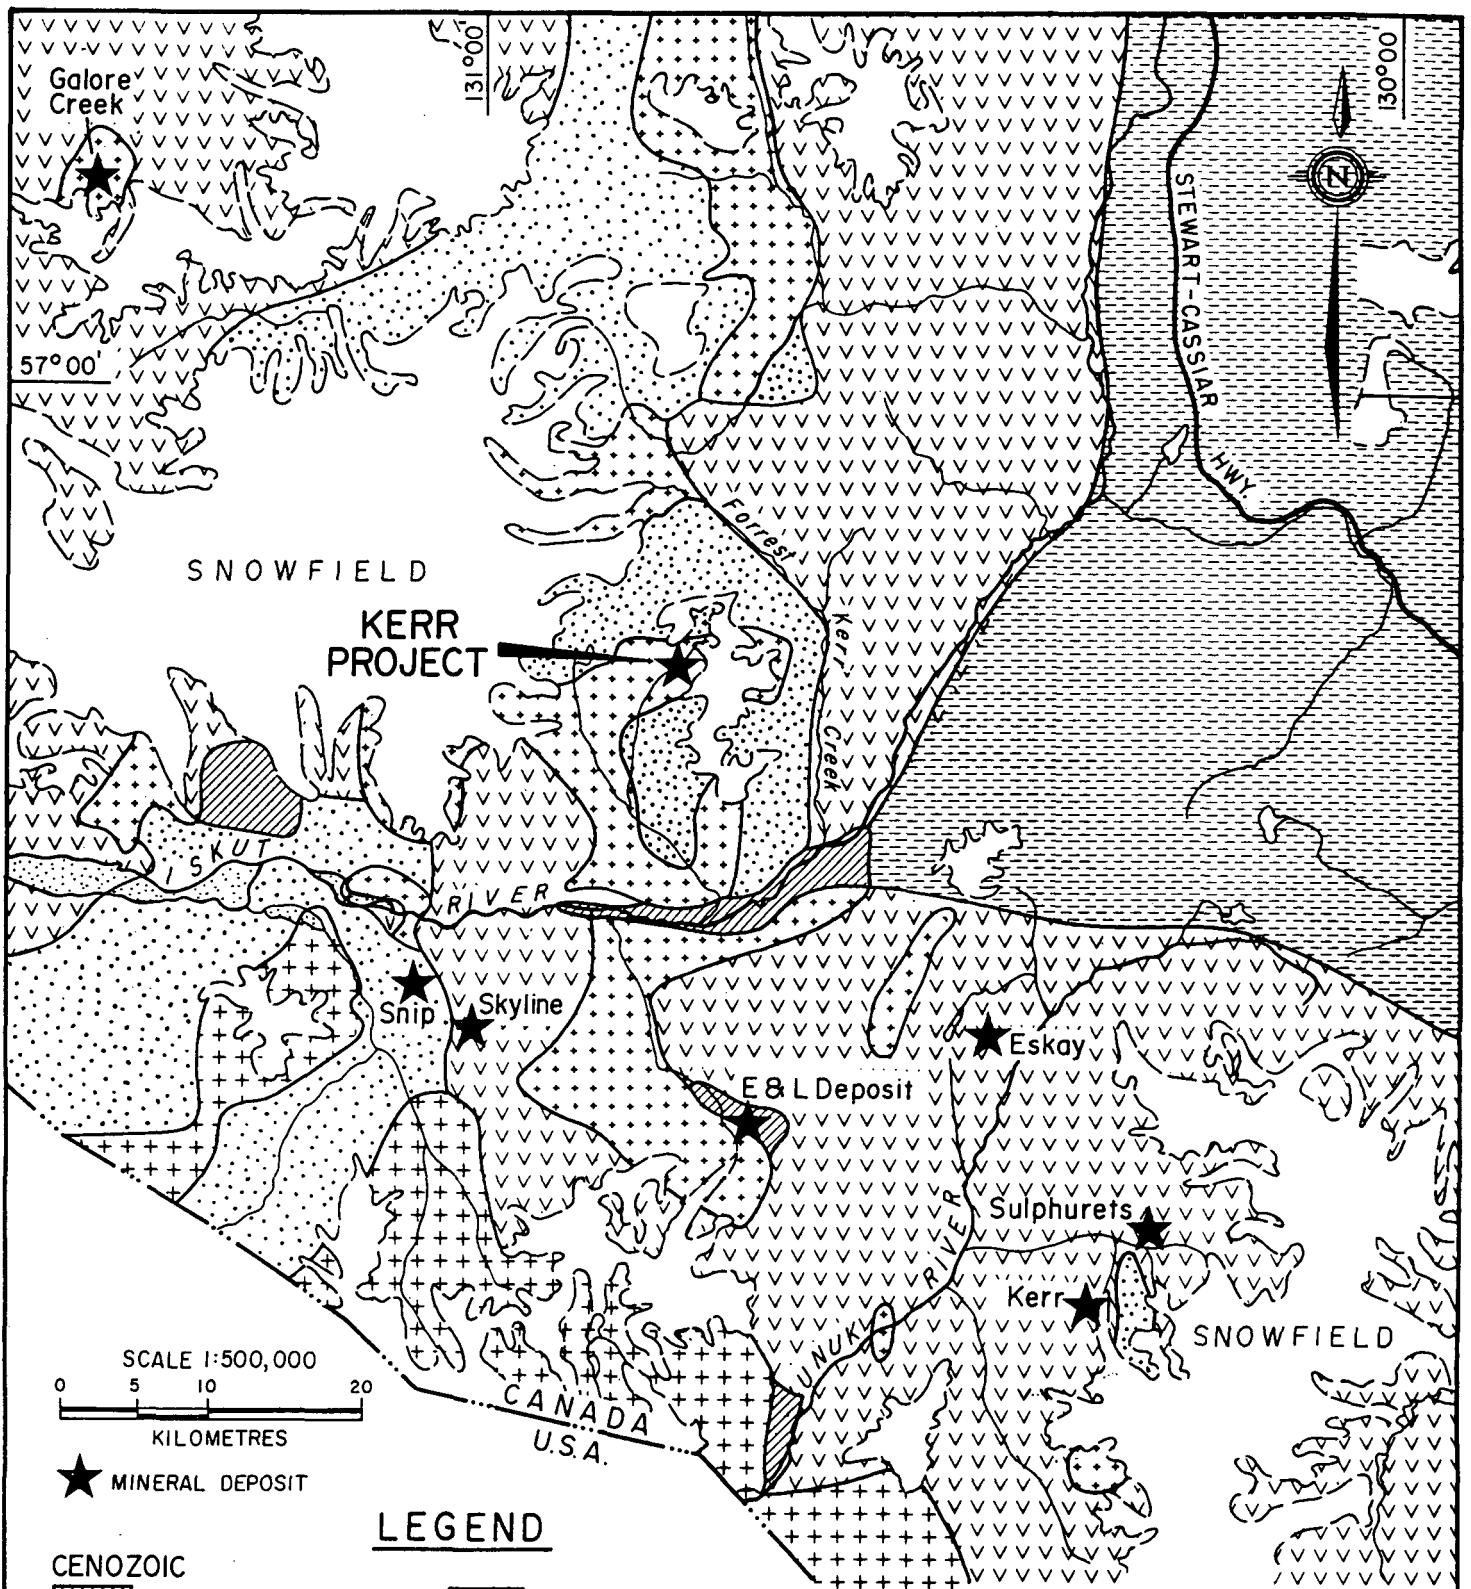 131°00'
130°00'
Galore
Creek
N
STEWART-CASSIAR
HWY.
57°00'
SNOWFIELD
Forrest
Kerr
Creek
KERR
PROJECT
ISKUT
RIVER
Snip
Skyline
Eskay
E & L Deposit
Sulphurets
RIVER
UNUK
Kerr
SNOWFIELD
SCALE 1:500,000
0 5 10 20
KILOMETRES
CANADA
U.S.A.
MINERAL DEPOSIT
LEGEND
CENOZOIC